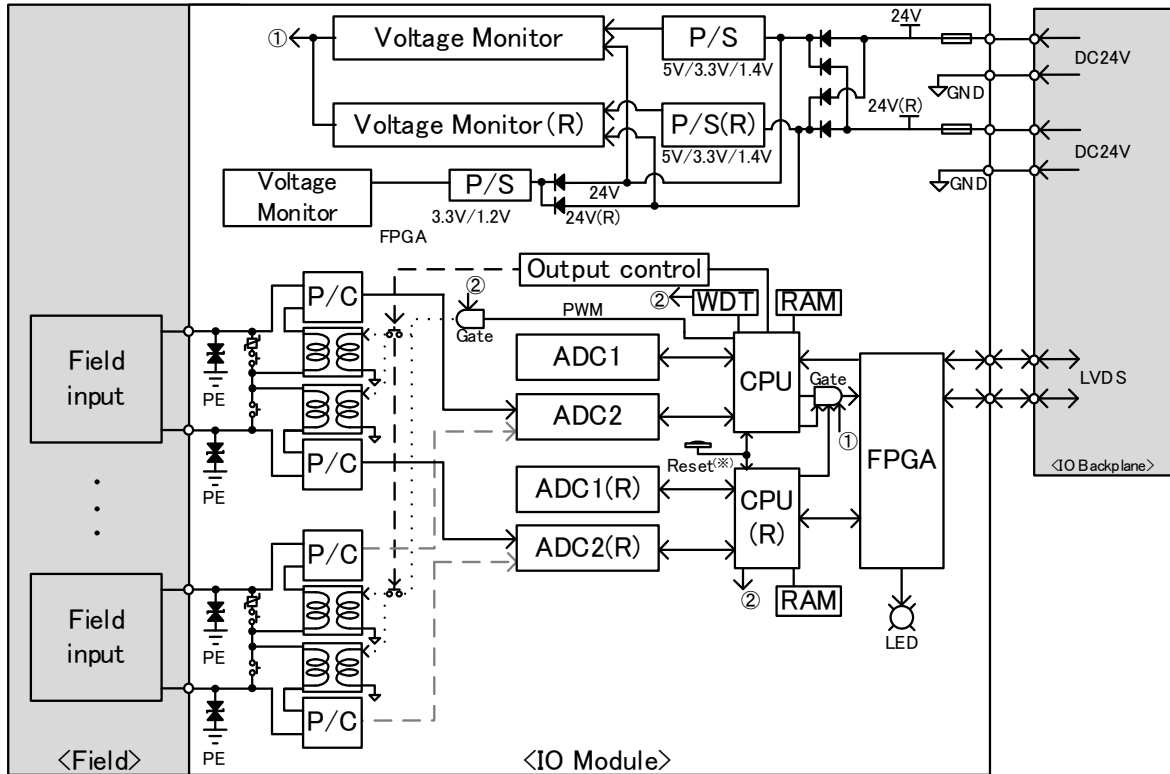 24V
①
Voltage Monitor
P/S
DC24V
5V/3.3V/1.4V
GND
24V(R)
Voltage Monitor(R)
P/S(R)
5V/3.3V/1.4V
DC24V
GND
Voltage
Monitor
P/S
24V
24V(R)
3.3V/1.2V
FPGA
Output control
②
②
WDT
RAM
P/C
PWM
Gate
Field
input
ADC1
CPU
Gate
LVDS
PE
ADC2
①
FPGA
P/C
Reset(※)
<IO Backplane>
PE
ADC1(R)
CPU
(R)
ADC2(R)
P/C
②
RAM
Field
input
PE
LED
P/C
PE
<Field>
<IO Module>